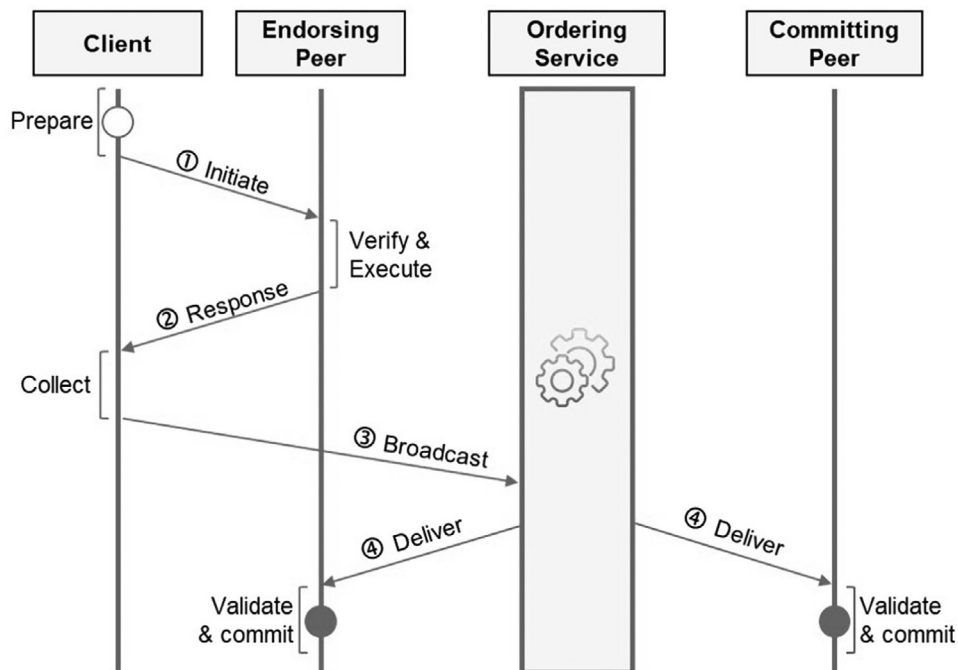 Client
Endorsing
Peer
Ordering
Service
Committing
Peer
Prepare
① Initiate
Verify &
Execute
② Response
Collect
③ Broadcast
④ Deliver
④ Deliver
Validate
& commit
Validate
& commit